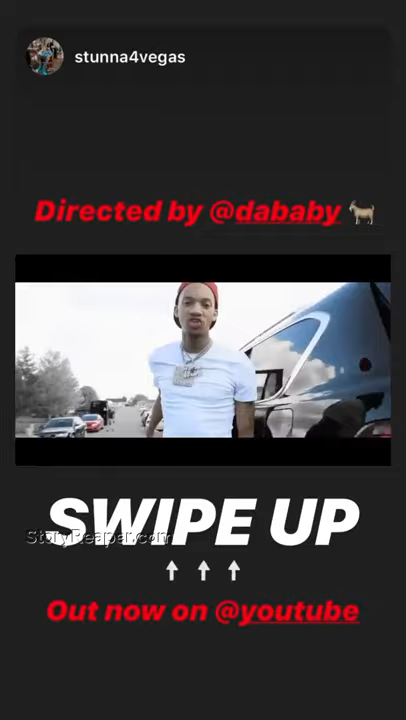 stunna4vegas
Directed by @dababy
SWIPE UP
StoryReaper.com
Out now on @youtube